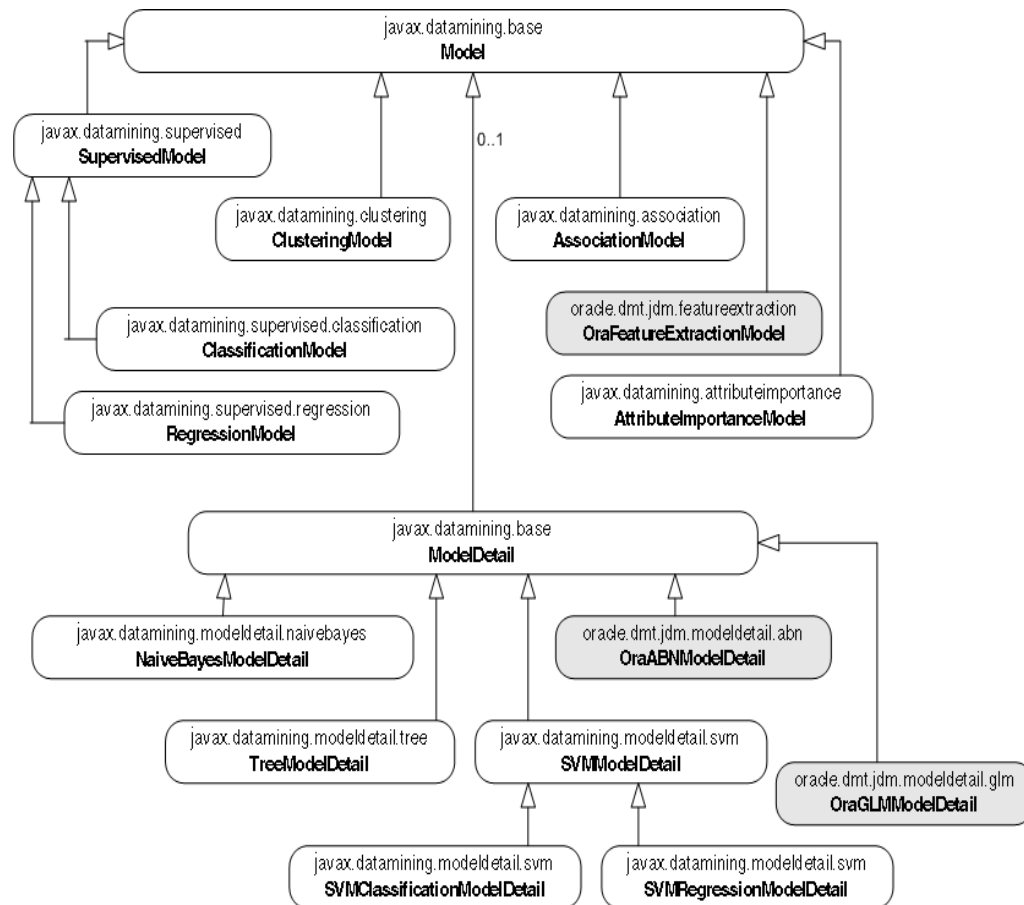 javax.datamining.base
Model
javax.datamining.supervised
SupervisedModel
0..1
javax.datamining.clustering
ClusteringModel
javax.datamining.association
AssociationModel
oracle.dmt.jdm.featureextraction
OraFeatureExtractionModel
javax.datamining.supervised.classification
ClassificationModel
javax.datamining.attributeimportance
AttributeImportanceModel
javax.datamining.supervised.regression
RegressionModel
javax.datamining.base
ModelDetail
javax.datamining.modeldetail.naivebayes
NaiveBayesModelDetail
oracle.dmt.jdm.modeldetail.abn
OraABNModelDetail
javax.datamining.modeldetail.tree
TreeModelDetail
javax.datamining.modeldetail.svm
SVMModelDetail
oracle.dmt.jdm.modeldetail.glm
OraGLMModelDetail
javax.datamining.modeldetail.svm
SVMClassificationModelDetail
javax.datamining.modeldetail.svm
SVMRegressionModelDetail